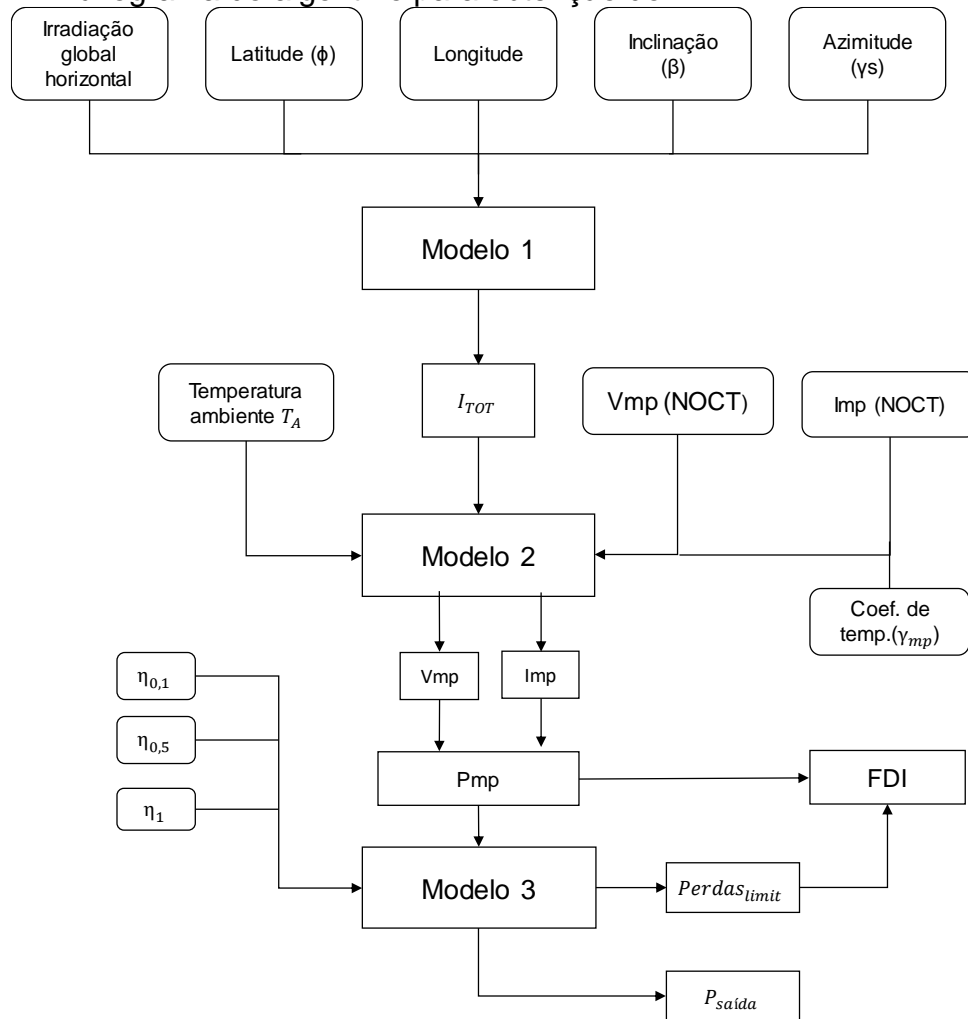 Irradiação
global
horizontal
Latitude (ϕ)
Longitude
Inclinação
(β)
Azimitude
(γs)
Modelo 1
Temperatura
ambiente T_A
I_TOT
Vmp (NOCT)
Imp (NOCT)
Modelo 2
Coef. de
temp.(γ_mp)
Vmp
Imp
η_0,1
η_0,5
η_1
Pmp
FDI
Modelo 3
Perdas_limit
P_saída